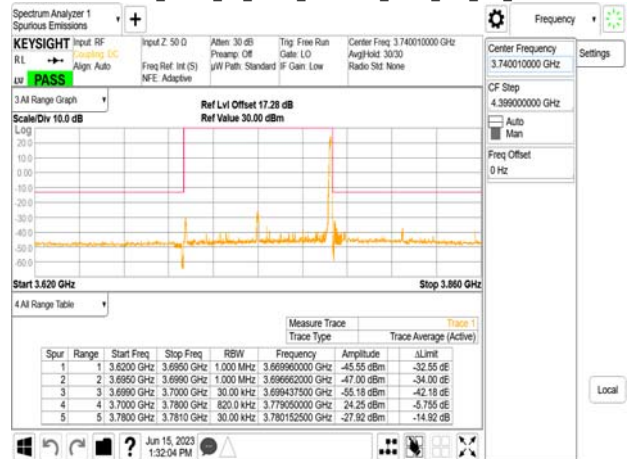 Spectrum Analyzer 1
Spurious Emissions
+
Frequency
KEYSIGHT Input: RF Input Z: 50 Ω Atten: 30 dB Trig: Free Run Center Freq: 3.740010000 GHz
RL Coupling: DC Preamp: Off Gate: LO Avg|Hold: 30/30
Align: Auto Freq Ref: Int (S) µW Path: Standard IF Gain: Low Radio Std: None
PASS NFE: Adaptive
Center Frequency
3.740010000 GHz
Settings
CF Step
4.399000000 GHz
Auto
Man
Freq Offset
0 Hz
Local
3 All Range Graph
Ref Lvl Offset 17.28 dB
Scale/Div 10.0 dB Ref Value 30.00 dBm
Log
20.0
10.0
0.00
-10.0
-20.0
-30.0
-40.0
-50.0
-60.0
Start 3.620 GHz Stop 3.860 GHz
4 All Range Table
Measure Trace Trace 1
Trace Type Trace Average (Active)
Spur Range Start Freq Stop Freq RBW Frequency Amplitude ΔLimit
1 1 3.6200 GHz 3.6950 GHz 1.000 MHz 3.669960000 GHz -45.55 dBm -32.55 dB
2 2 3.6950 GHz 3.6990 GHz 1.000 MHz 3.696662000 GHz -47.00 dBm -34.00 dB
3 3 3.6990 GHz 3.7000 GHz 30.00 kHz 3.699437500 GHz -55.18 dBm -42.18 dB
4 4 3.7000 GHz 3.7800 GHz 820.0 kHz 3.779050000 GHz 24.25 dBm -5.755 dB
5 5 3.7800 GHz 3.7810 GHz 30.00 kHz 3.780152500 GHz -27.92 dBm -14.92 dB
?
Jun 15, 2023
1:32:04 PM